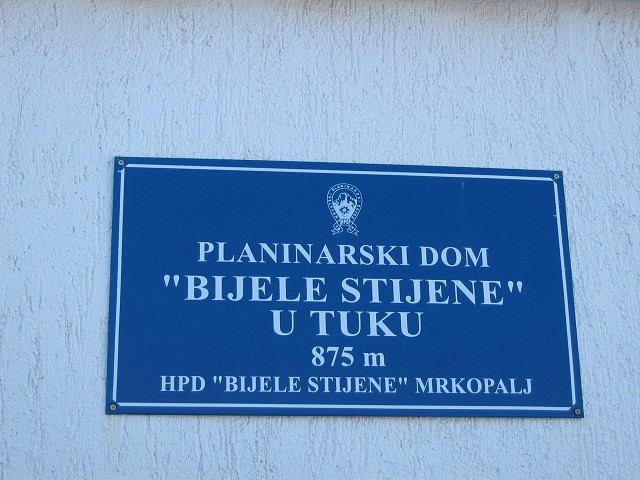 PLANINARSKI DOM
"BIJELE STIJENE"
U TUKU
875 m
HPD "BIJELE STIJENE" MRKOPALJ